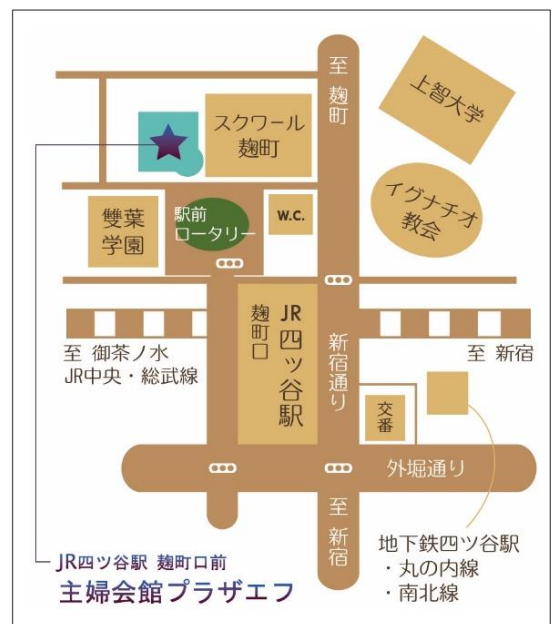 至 麹町
上智大学
スクワール
麹町
イグナチオ
教会
雙葉
学園
駅前
ロータリー
W.C.
JR四ッ谷駅
麹町口
新宿通り
至 御茶ノ水
JR中央・総武線
至 新宿
交番
外堀通り
至 新宿
地下鉄四ツ谷駅
・丸の内線
・南北線
JR四ツ谷駅 麹町口前
主婦会館プラザエフ